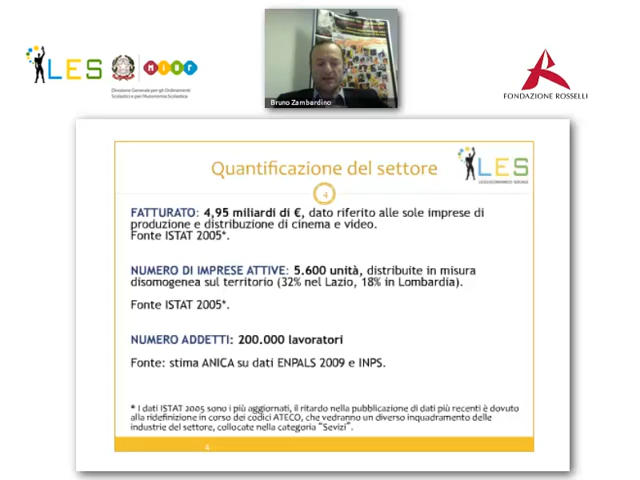 LES
MIUR
Direzione Generale per gli Ordinamenti
Scolastici e per l'Autonomia Scolastica
Bruno Zambardino
FONDAZIONE ROSSELLI
Quantificazione del settore
LES
LICEO ECONOMICO SOCIALE
4
FATTURATO: 4,95 miliardi di €, dato riferito alle sole imprese di
produzione e distribuzione di cinema e video.
Fonte ISTAT 2005*.
NUMERO DI IMPRESE ATTIVE: 5.600 unità, distribuite in misura
disomogenea sul territorio (32% nel Lazio, 18% in Lombardia).
Fonte ISTAT 2005*.
NUMERO ADDETTI: 200.000 lavoratori
Fonte: stima ANICA su dati ENPALS 2009 e INPS.
* I dati ISTAT 2005 sono i più aggiornati, il ritardo nella pubblicazione di dati più recenti è dovuto
alla ridefinizione in corso dei codici ATECO, che vedranno un diverso inquadramento delle
industrie del settore, collocate nella categoria "Sevizi".
4